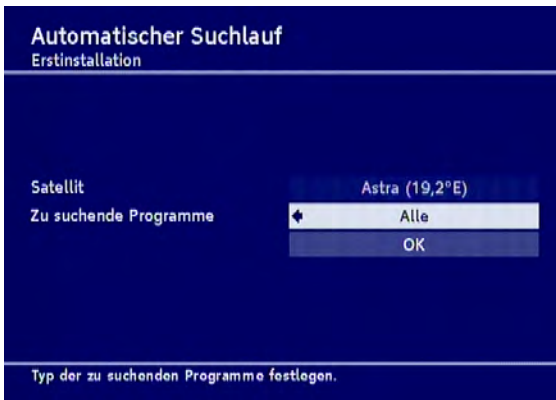 Automatischer Suchlauf
Erstinstallation
Satellit Astra (19,2°E)
Zu suchende Programme Alle
OK
Typ der zu suchenden Programme festlegen.